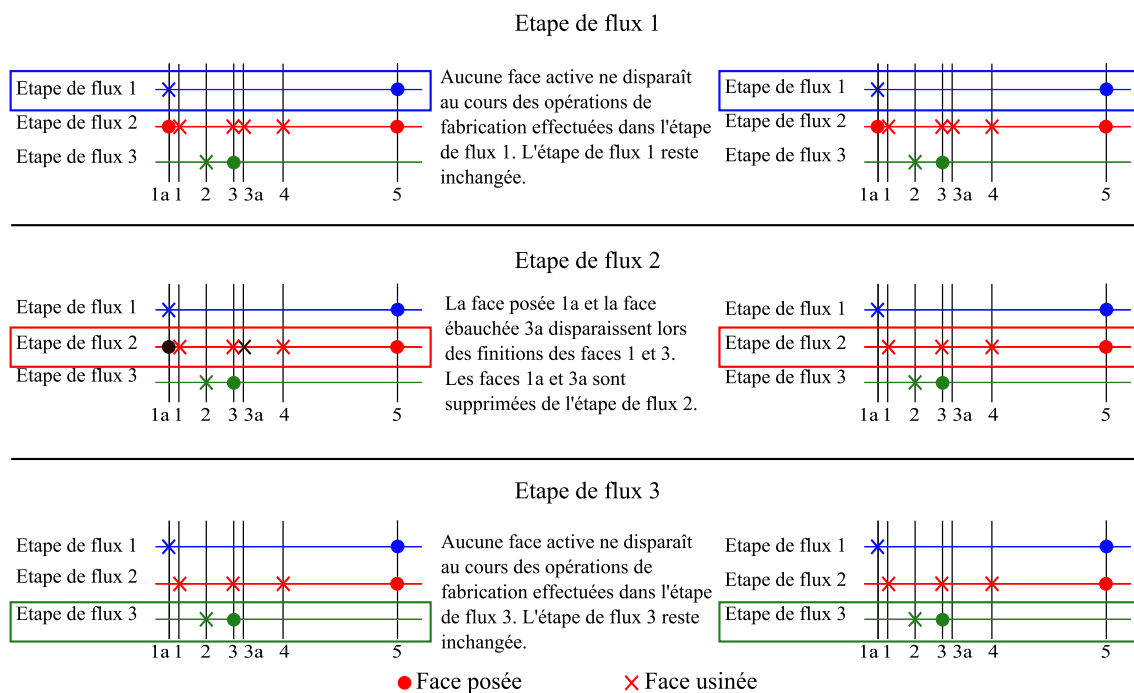 Etape de flux 1
Etape de flux 1
Etape de flux 2
Etape de flux 3
1a 1 2 3 3a 4 5
Aucune face active ne disparaît
au cours des opérations de
fabrication effectuées dans l'étape
de flux 1. L'étape de flux 1 reste
inchangée.
Etape de flux 1
Etape de flux 2
Etape de flux 3
1a 1 2 3 3a 4 5
Etape de flux 2
Etape de flux 1
Etape de flux 2
Etape de flux 3
1a 1 2 3 3a 4 5
La face posée 1a et la face
ébauchée 3a disparaissent lors
des finitions des faces 1 et 3.
Les faces 1a et 3a sont
supprimées de l'étape de flux 2.
Etape de flux 1
Etape de flux 2
Etape de flux 3
1a 1 2 3 3a 4 5
Etape de flux 3
Etape de flux 1
Etape de flux 2
Etape de flux 3
1a 1 2 3 3a 4 5
Aucune face active ne disparaît
au cours des opérations de
fabrication effectuées dans l'étape
de flux 3. L'étape de flux 3 reste
inchangée.
Etape de flux 1
Etape de flux 2
Etape de flux 3
1a 1 2 3 3a 4 5
Face posée
Face usinée